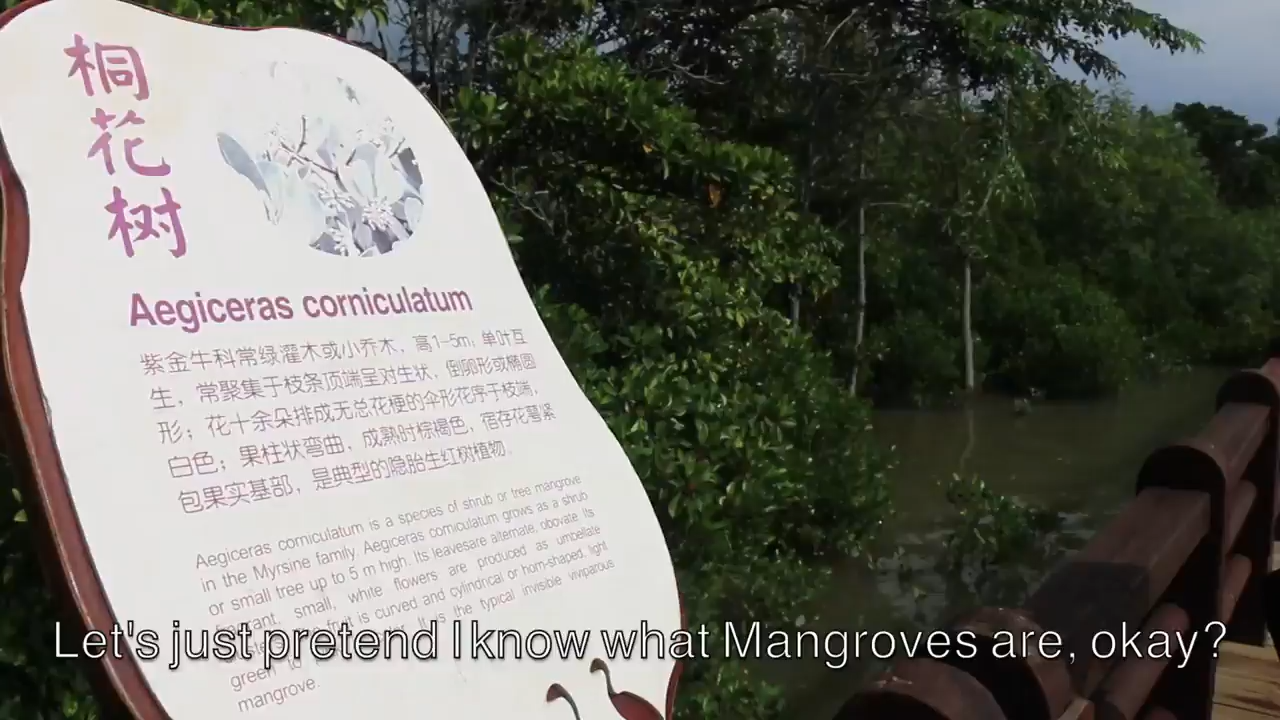 桐花树
Aegiceras corniculatum
紫金牛科常绿灌木或小乔木，高1-5m；单叶互
生，常聚集于枝条顶端呈对生状，倒卵形或椭圆
形；花十余朵排成无总花梗的伞形花序于枝端，
白色；果柱状弯曲，成熟时棕褐色，宿存花萼紧
包果实基部，是典型的隐胎生红树植物。
Aegiceras corniculatum is a species of shrub or tree mangrove
in the Myrsine family. Aegiceras corniculatum grows as a shrub
or small tree up to 5 m high. Its leavesare alternate, obovate. Its
fragrant, small, white flowers are produced as umbellate
fruit is curved and cylindrical or horn-shaped, light
green to the typical invisible viviparous
mangrove.
Let's just pretend I know what Mangroves are, okay?